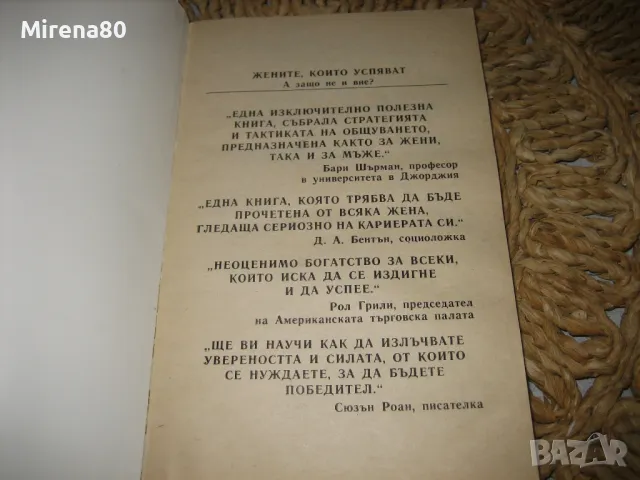 Mirena80
ЖЕНИТЕ, КОИТО УСПЯВАТ
А защо не и вие?
„ЕДНА ИЗКЛЮЧИТЕЛНО ПОЛЕЗНА
КНИГА, СЪБРАЛА СТРАТЕГИЯТА
И ТАКТИКАТА НА ОБЩУВАНЕТО,
ПРЕДНАЗНАЧЕНА КАКТО ЗА ЖЕНИ,
ТАКА И ЗА МЪЖЕ.“
Бари Шърман, професор
в университета в Джорджия
„ЕДНА КНИГА, КОЯТО ТРЯБВА ДА БЪДЕ
ПРОЧЕТЕНА ОТ ВСЯКА ЖЕНА,
ГЛЕДАЩА СЕРИОЗНО НА КАРИЕРАТА СИ.“
Д. А. Бентън, социоложка
„НЕОЦЕНИМО БОГАТСТВО ЗА ВСЕКИ,
КОЙТО ИСКА ДА СЕ ИЗДИГНЕ
И ДА УСПЕЕ.“
Рол Грили, председател
на Американската търговска палата
„ЩЕ ВИ НАУЧИ КАК ДА ИЗЛЪЧВАТЕ
УВЕРЕНОСТТА И СИЛАТА, ОТ КОИТО
СЕ НУЖДАЕТЕ, ЗА ДА БЪДЕТЕ
ПОБЕДИТЕЛ.“
Сюзън Роан, писателка
BAZAR
bg